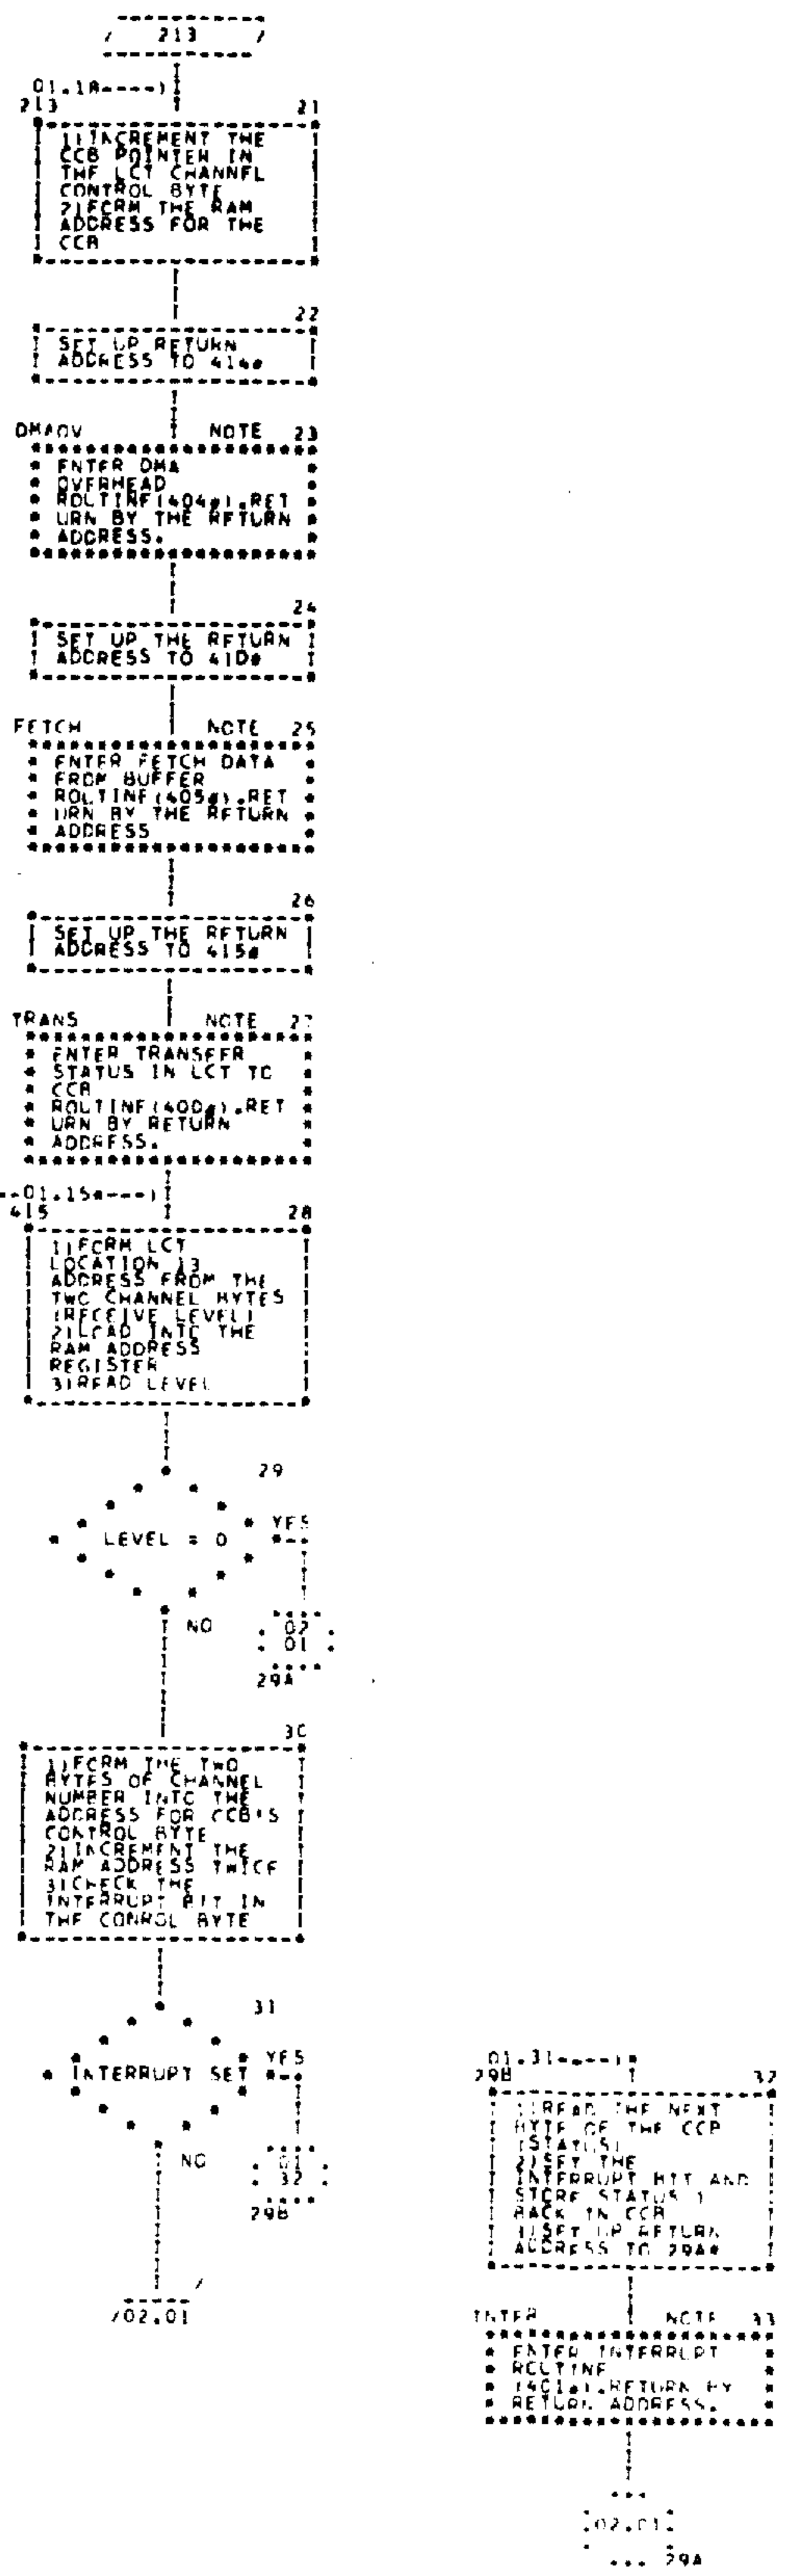 / 213 /
01.18----)
213 21
1)INCREMENT THE
CCB POINTER IN
THE LCT CHANNEL
CONTROL BYTE
2)FORM THE RAM
ADDRESS FOR THE
CCB
22
SET UP RETURN
ADDRESS TO 414#
DMAOV NOTE 23
ENTER DMA
OVERHEAD
ROUTINE(404#).RET
URN BY THE RETURN
ADDRESS.
24
SET UP THE RETURN
ADDRESS TO 41D#
FETCH NOTE 25
ENTER FETCH DATA
FROM BUFFER
ROUTINE(405#).RET
URN BY THE RETURN
ADDRESS
26
SET UP THE RETURN
ADDRESS TO 415#
TRANS NOTE 27
ENTER TRANSFER
STATUS IN LCT TO
CCB
ROUTINE(400#).RET
URN BY RETURN
ADDRESS.
--01.15*---)
415 28
1)FORM LCT
LOCATION 13
ADDRESS FROM THE
TWO CHANNEL BYTES
(RECEIVE LEVEL)
2)LOAD INTO THE
RAM ADDRESS
REGISTER
3)READ LEVEL
29
LEVEL = 0
YES
NO
02
01
29A
30
1)FORM THE TWO
BYTES OF CHANNEL
NUMBER INTO THE
ADDRESS FOR CCB'S
CONTROL BYTE
2)INCREMENT THE
RAM ADDRESS TWICE
3)CHECK THE
INTERRUPT BIT IN
THE CONROL BYTE
31
INTERRUPT SET
YES
NO
01
32
29B
/02.01
01.31----)
29B 32
1)READ THE NEXT
BYTE OF THE CCB
(STATUS)
2)SET THE
INTERRUPT BIT AND
STORE STATUS 1
BACK IN CCB
3)SET UP RETURN
ADDRESS TO 29A#
INTER NOTE 33
ENTER INTERRUPT
ROUTINE
(401#).RETURN BY
RETURN ADDRESS.
02.01
29A